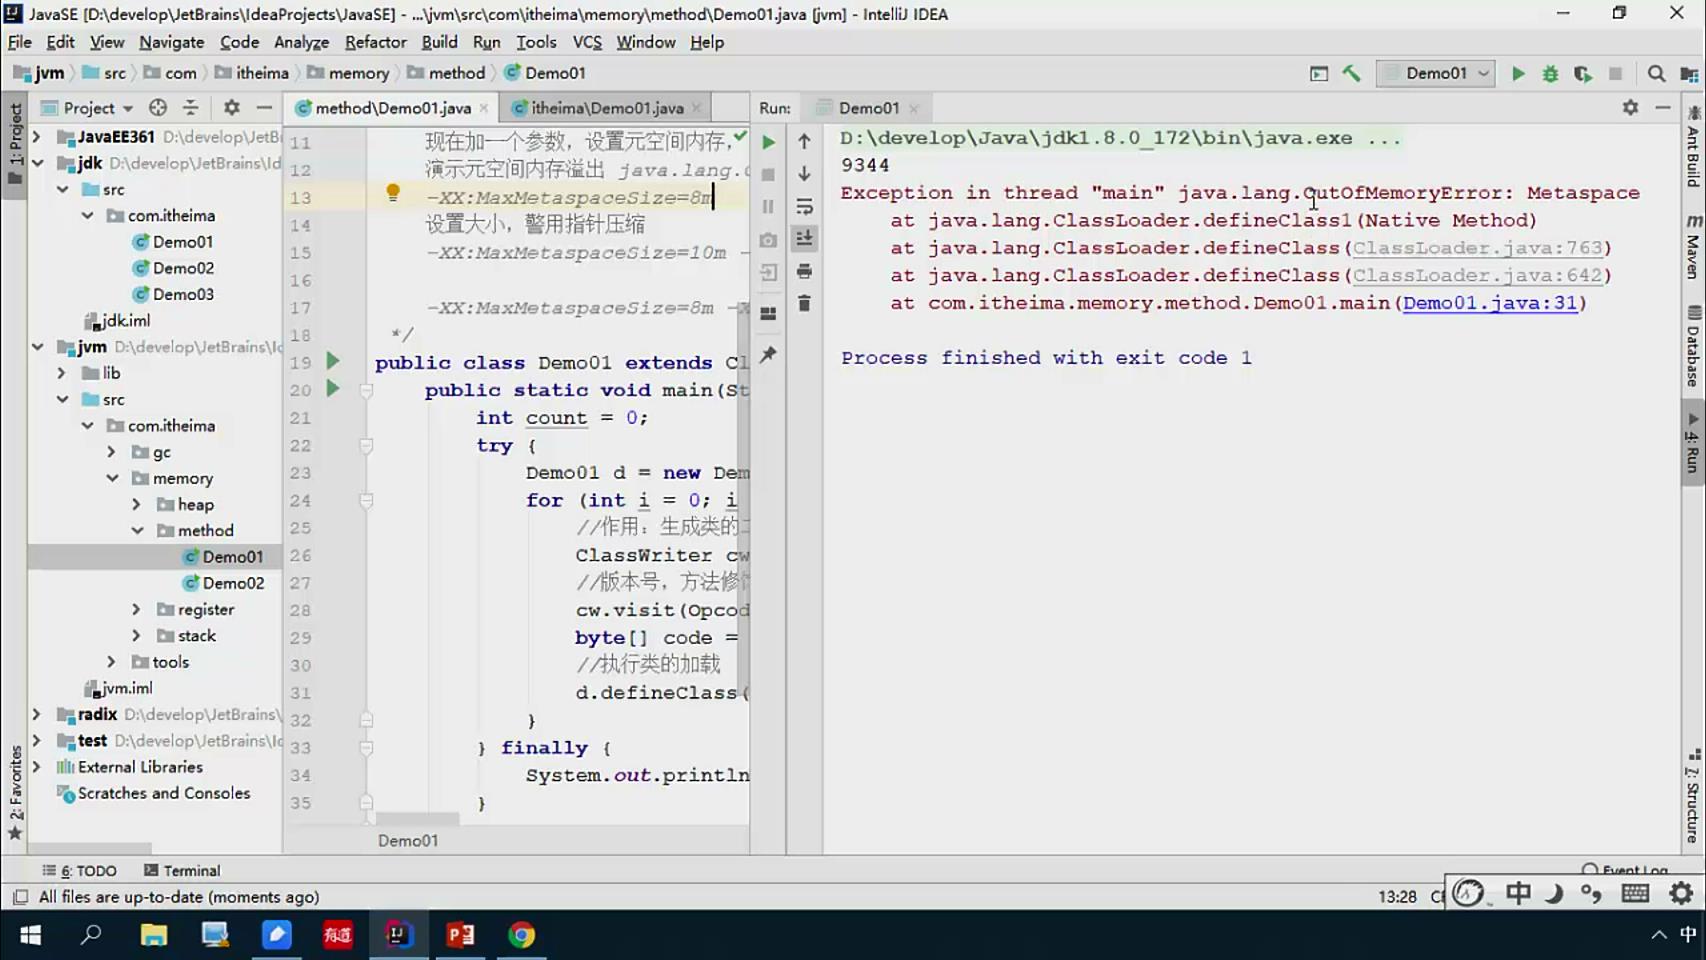 JavaSE [D:\develop\JetBrains\IdeaProjects\JavaSE] - ...\jvm\src\com\itheima\memory\method\Demo01.java [jvm] - IntelliJ IDEA
File Edit View Navigate Code Analyze Refactor Build Run Tools VCS Window Help
jvm src com itheima memory method Demo01
Demo01
1: Project
Project
JavaEE361 D:\develop\JetBr
jdk D:\develop\JetBrains\Id
src
com.itheima
Demo01
Demo02
Demo03
jdk.iml
jvm D:\develop\JetBrains\I
lib
src
com.itheima
gc
memory
heap
method
Demo01
Demo02
register
stack
tools
jvm.iml
radix D:\develop\JetBrains\
test D:\develop\JetBrains\Id
External Libraries
Scratches and Consoles
2: Favorites
method\Demo01.java itheima\Demo01.java
11 现在加一个参数，设置元空间内存，
12 演示元空间内存溢出 java.lang.
13 -XX:MaxMetaspaceSize=8m
14 设置大小，警用指针压缩
15 -XX:MaxMetaspaceSize=10m -
16
17 -XX:MaxMetaspaceSize=8m -
18 */
19 public class Demo01 extends Cl
20 public static void main(St
21 int count = 0;
22 try {
23 Demo01 d = new Dem
24 for (int i = 0; i
25 //作用：生成类的
26 ClassWriter cw
27 //版本号，方法修
28 cw.visit(Opcod
29 byte[] code =
30 //执行类的加载
31 d.defineClass(
32 }
33 } finally {
34 System.out.println
35 }
Demo01
Run: Demo01
D:\develop\Java\jdk1.8.0_172\bin\java.exe ...
9344
Exception in thread "main" java.lang.OutOfMemoryError: Metaspace
at java.lang.ClassLoader.defineClass1(Native Method)
at java.lang.ClassLoader.defineClass(ClassLoader.java:763)
at java.lang.ClassLoader.defineClass(ClassLoader.java:642)
at com.itheima.memory.method.Demo01.main(Demo01.java:31)
Process finished with exit code 1
Ant Build
Maven
Database
4: Run
7: Structure
6: TODO Terminal
Event Log
All files are up-to-date (moments ago)
13:28
中
有道
中